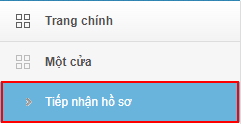 Trang chính
Một cửa
Tiếp nhận hồ sơ